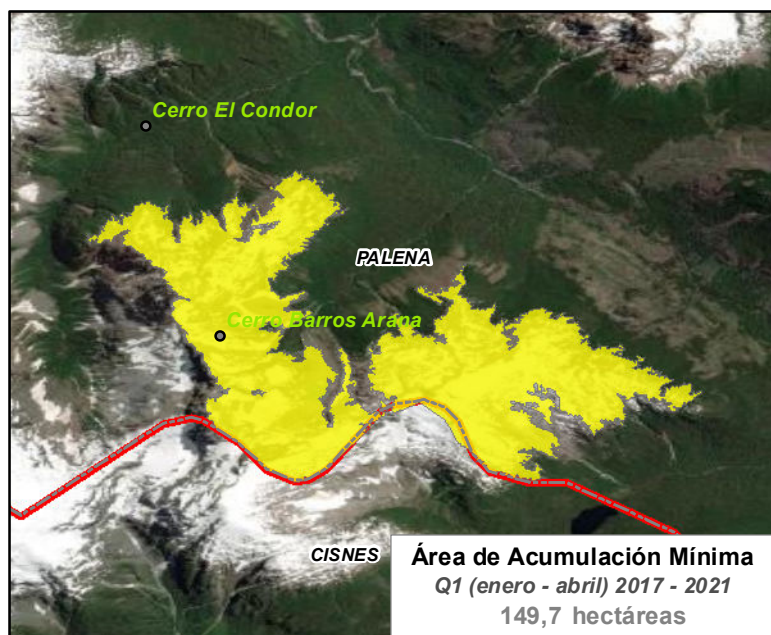 Cerro El Condor
PALENA
Cerro Barros Arana
CISNES
Área de Acumulación Mínima
Q1 (enero - abril) 2017 - 2021
149,7 hectáreas